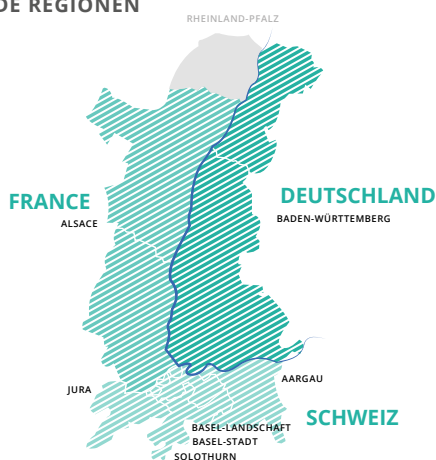 DE REGIONEN
RHEINLAND-PFALZ
FRANCE
ALSACE
DEUTSCHLAND
BADEN-WÜRTTEMBERG
JURA
AARGAU
SCHWEIZ
BASEL-LANDSCHAFT
BASEL-STADT
SOLOTHURN